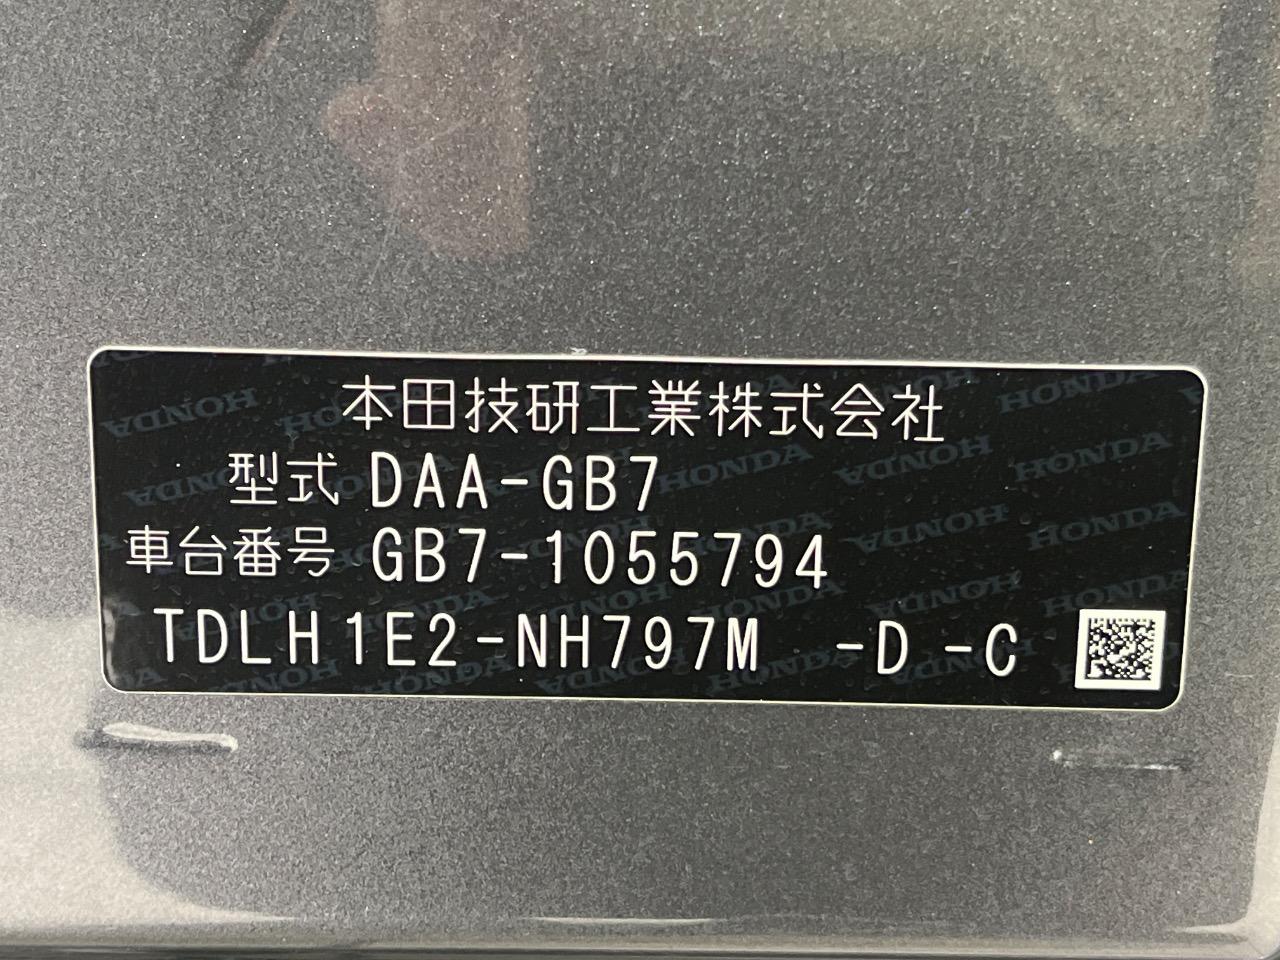 本田技研工業株式会社
型式 DAA-GB7
車台番号 GB7-1055794
TDLH1E2-NH797M -D -C